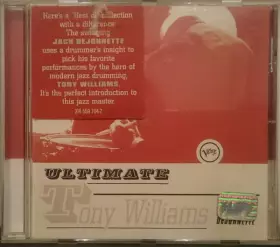 Here's a "Best of" collection
with a difference
The swinging
JACK DEJOHNETTE
uses a drummer's insight to
pick his favorite
performances by the hero of
modern jazz drumming,
TONY WILLIAMS.
It's the perfect introduction to
this jazz master
Verve
ULTIMATE
Tony Williams
DEJOHNETTE